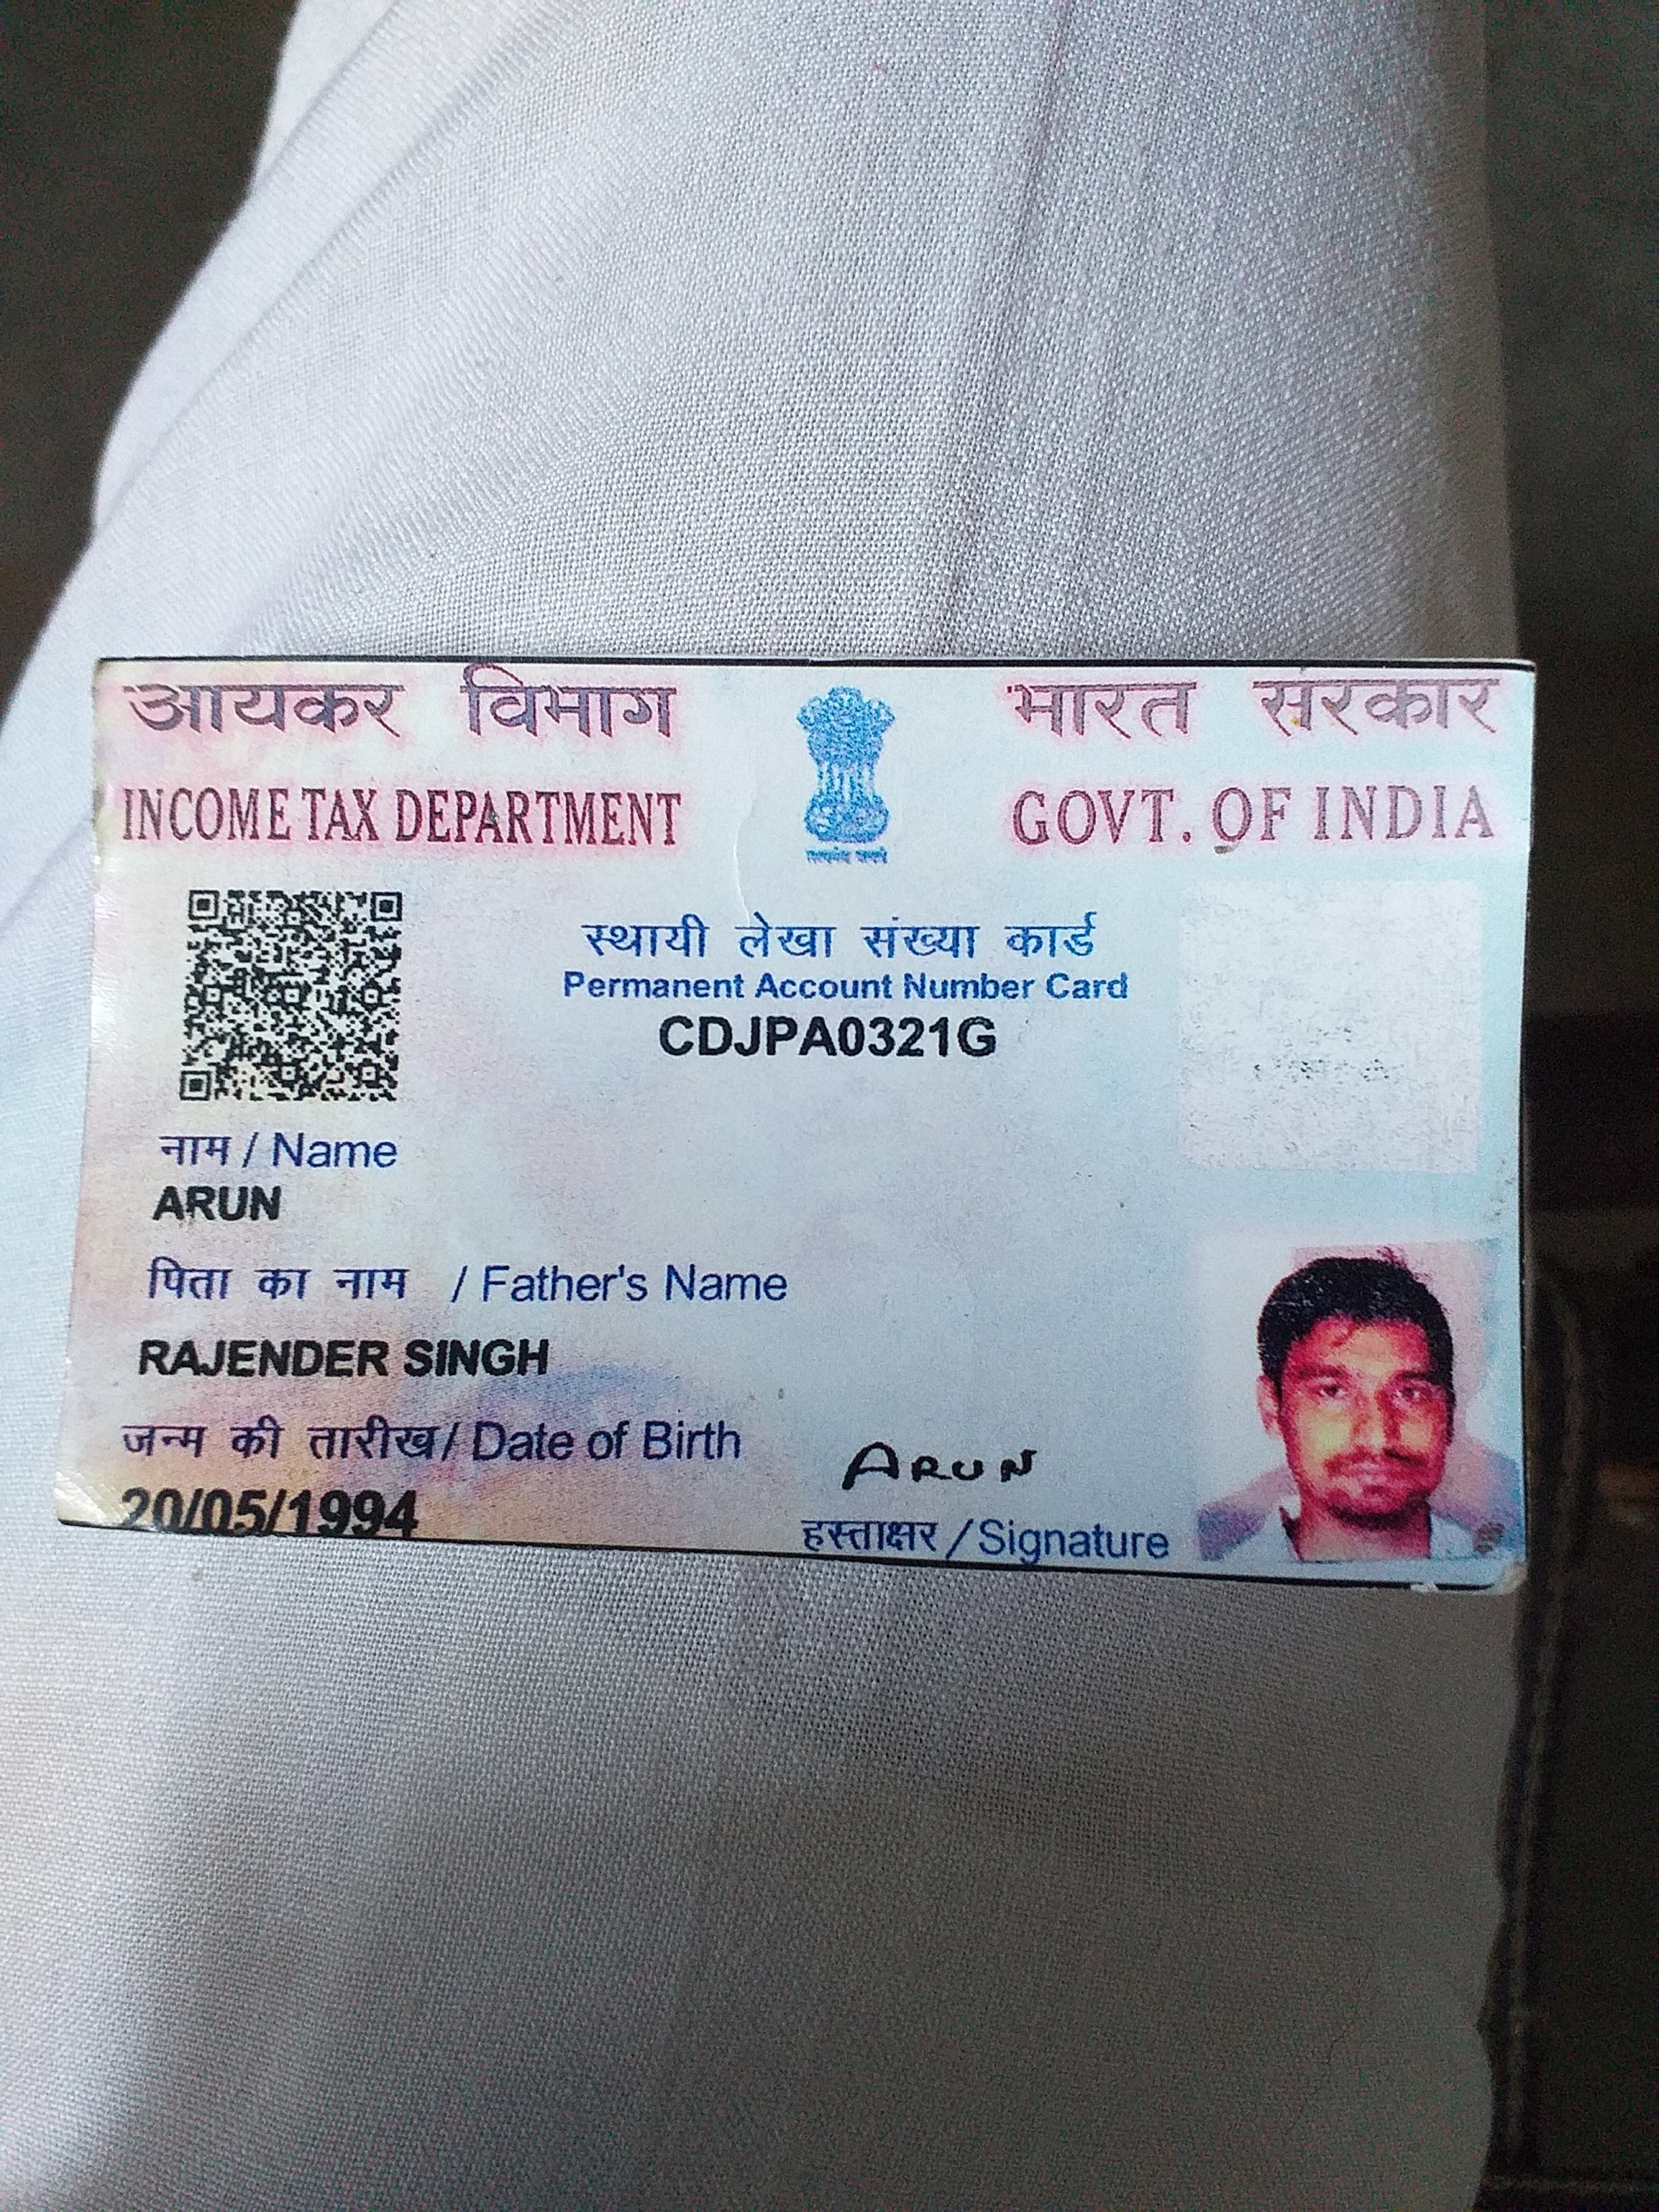 आयकर विभाग
INCOME TAX DEPARTMENT
भारत सरकार
GOVT. OF INDIA
स्थायी लेखा संख्या कार्ड
Permanent Account Number Card
CDJPA0321G
नाम / Name
ARUN
पिता का नाम / Father's Name
RAJENDER SINGH
जन्म की तारीख/ Date of Birth
20/05/1994
ARUN
हस्ताक्षर / Signature